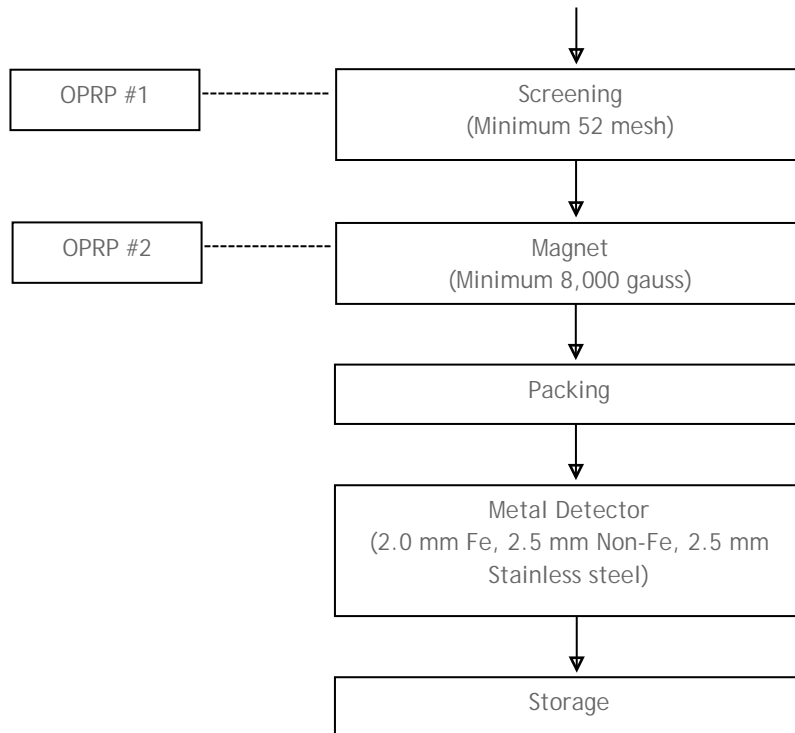 OPRP #1
Screening
(Minimum 52 mesh)
OPRP #2
Magnet
(Minimum 8,000 gauss)
Packing
Metal Detector
(2.0 mm Fe, 2.5 mm Non-Fe, 2.5 mm
Stainless steel)
Storage